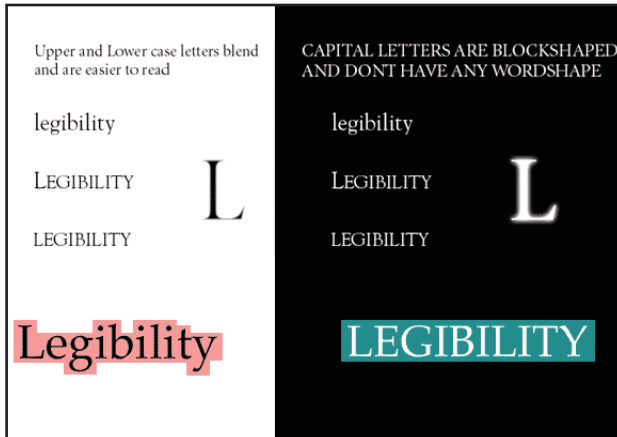 Upper and Lower case letters blend
and are easier to read
legibility
LEGIBILITY
L
LEGIBILITY
Legibility
CAPITAL LETTERS ARE BLOCKSHAPED
AND DONT HAVE ANY WORDSHAPE
legibility
LEGIBILITY
L
LEGIBILITY
LEGIBILITY